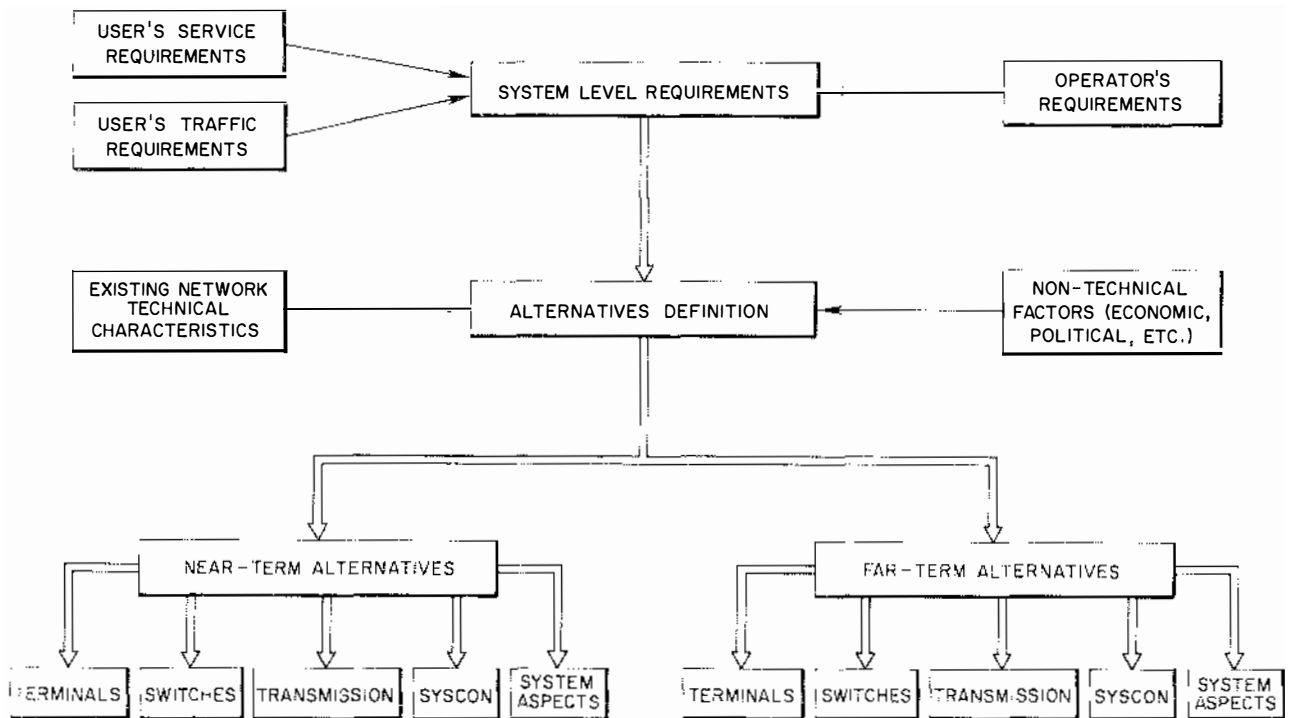 USER'S SERVICE
REQUIREMENTS
SYSTEM LEVEL REQUIREMENTS
OPERATOR'S
REQUIREMENTS
USER'S TRAFFIC
REQUIREMENTS
EXISTING NETWORK
TECHNICAL
CHARACTERISTICS
ALTERNATIVES DEFINITION
NON-TECHNICAL
FACTORS (ECONOMIC,
POLITICAL, ETC.)
NEAR-TERM ALTERNATIVES
FAR-TERM ALTERNATIVES
TERMINALS
SWITCHES
TRANSMISSION
SYSCON
SYSTEM
ASPECTS
TERMINALS
SWITCHES
TRANSMISSION
SYSCON
SYSTEM
ASPECTS